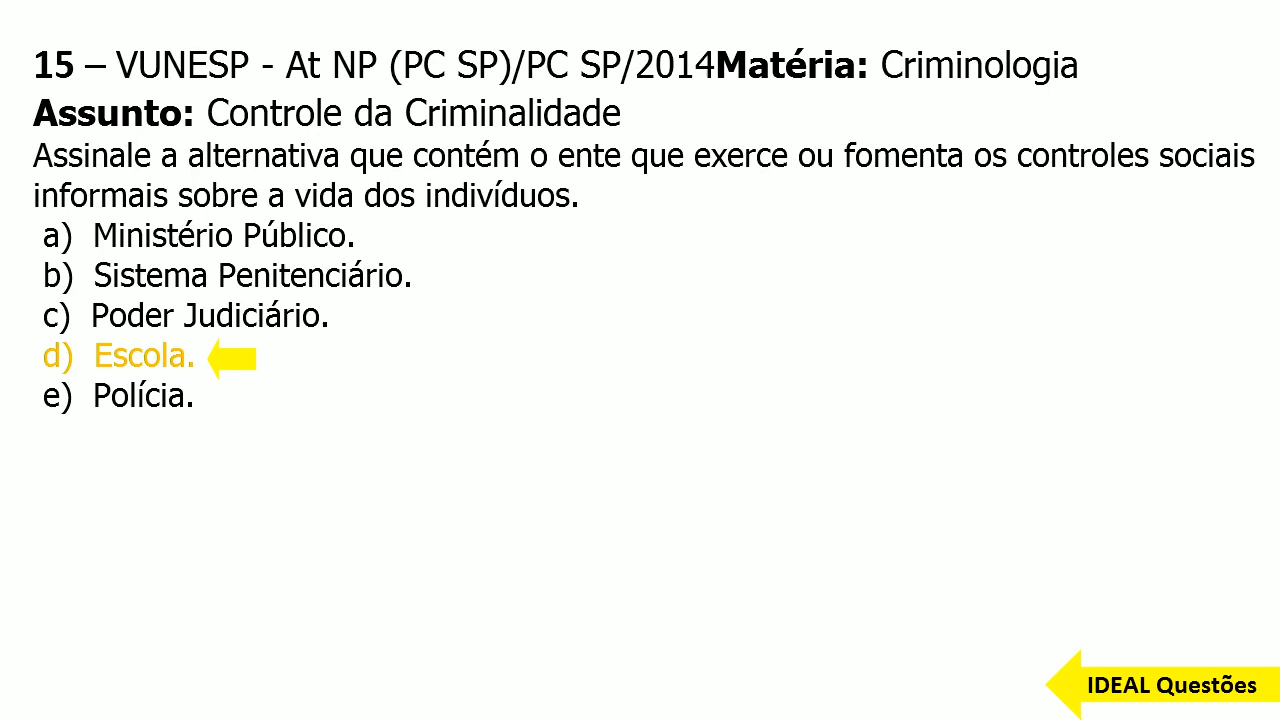 15 – VUNESP - At NP (PC SP)/PC SP/2014Matéria: Criminologia
Assunto: Controle da Criminalidade
Assinale a alternativa que contém o ente que exerce ou fomenta os controles sociais
informais sobre a vida dos indivíduos.
a) Ministério Público.
b) Sistema Penitenciário.
c) Poder Judiciário.
d) Escola.
e) Polícia.
IDEAL Questões